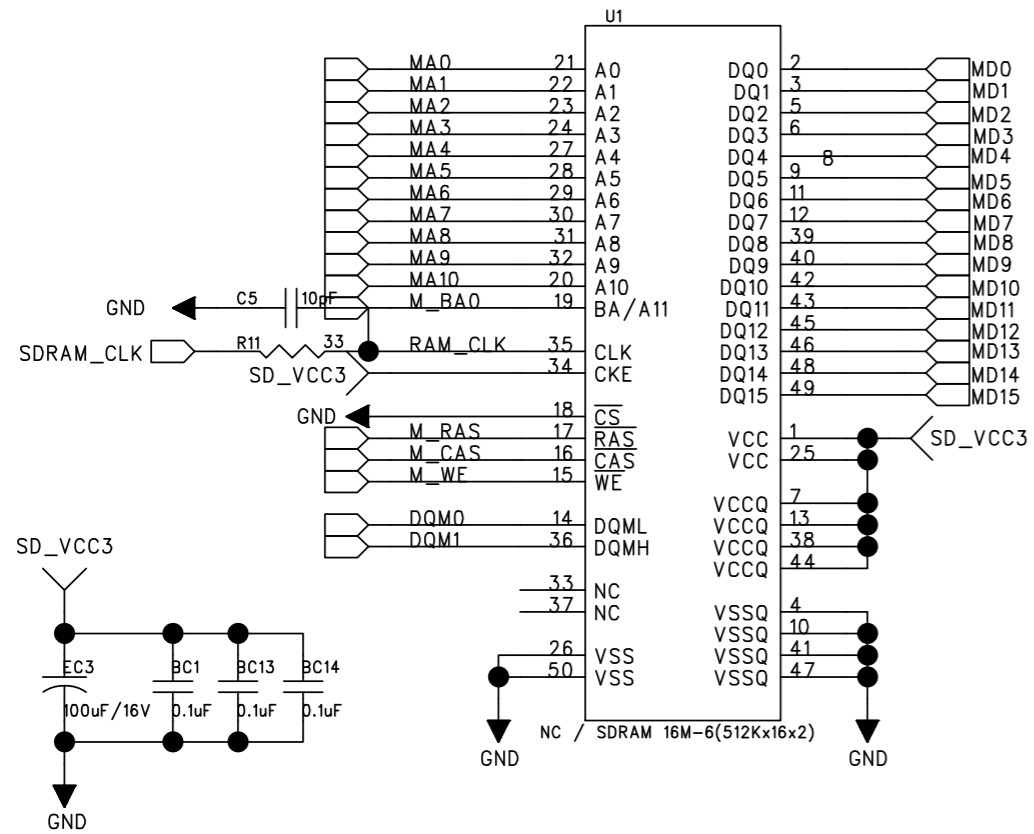 U1
MA0 21 A0 DQ0 2 MD0
MA1 22 A1 DQ1 3 MD1
MA2 23 A2 DQ2 5 MD2
MA3 24 A3 DQ3 6 MD3
MA4 27 A4 DQ4 8 MD4
MA5 28 A5 DQ5 9 MD5
MA6 29 A6 DQ6 11 MD6
MA7 30 A7 DQ7 12 MD7
MA8 31 A8 DQ8 39 MD8
MA9 32 A9 DQ9 40 MD9
MA10 20 A10 DQ10 42 MD10
GND C5 10pF M_BA0 19 BA/A11 DQ11 43 MD11
DQ12 45 MD12
SDRAM_CLK R11 33 RAM_CLK 35 CLK DQ13 46 MD13
SD_VCC3 34 CKE DQ14 48 MD14
DQ15 49 MD15
GND 18 CS
M_RAS 17 RAS VCC 1 SD_VCC3
M_CAS 16 CAS VCC 25
M_WE 15 WE
VCCQ 7
DQM0 14 DQML VCCQ 13
DQM1 36 DQMH VCCQ 38
VCCQ 44
33 NC
37 NC VSSQ 4
VSSQ 10
26 VSS VSSQ 41
50 VSS VSSQ 47
NC / SDRAM 16M-6(512Kx16x2)
GND GND
SD_VCC3
EC3 BC1 BC13 BC14
100uF/16V 0.1uF 0.1uF 0.1uF
GND